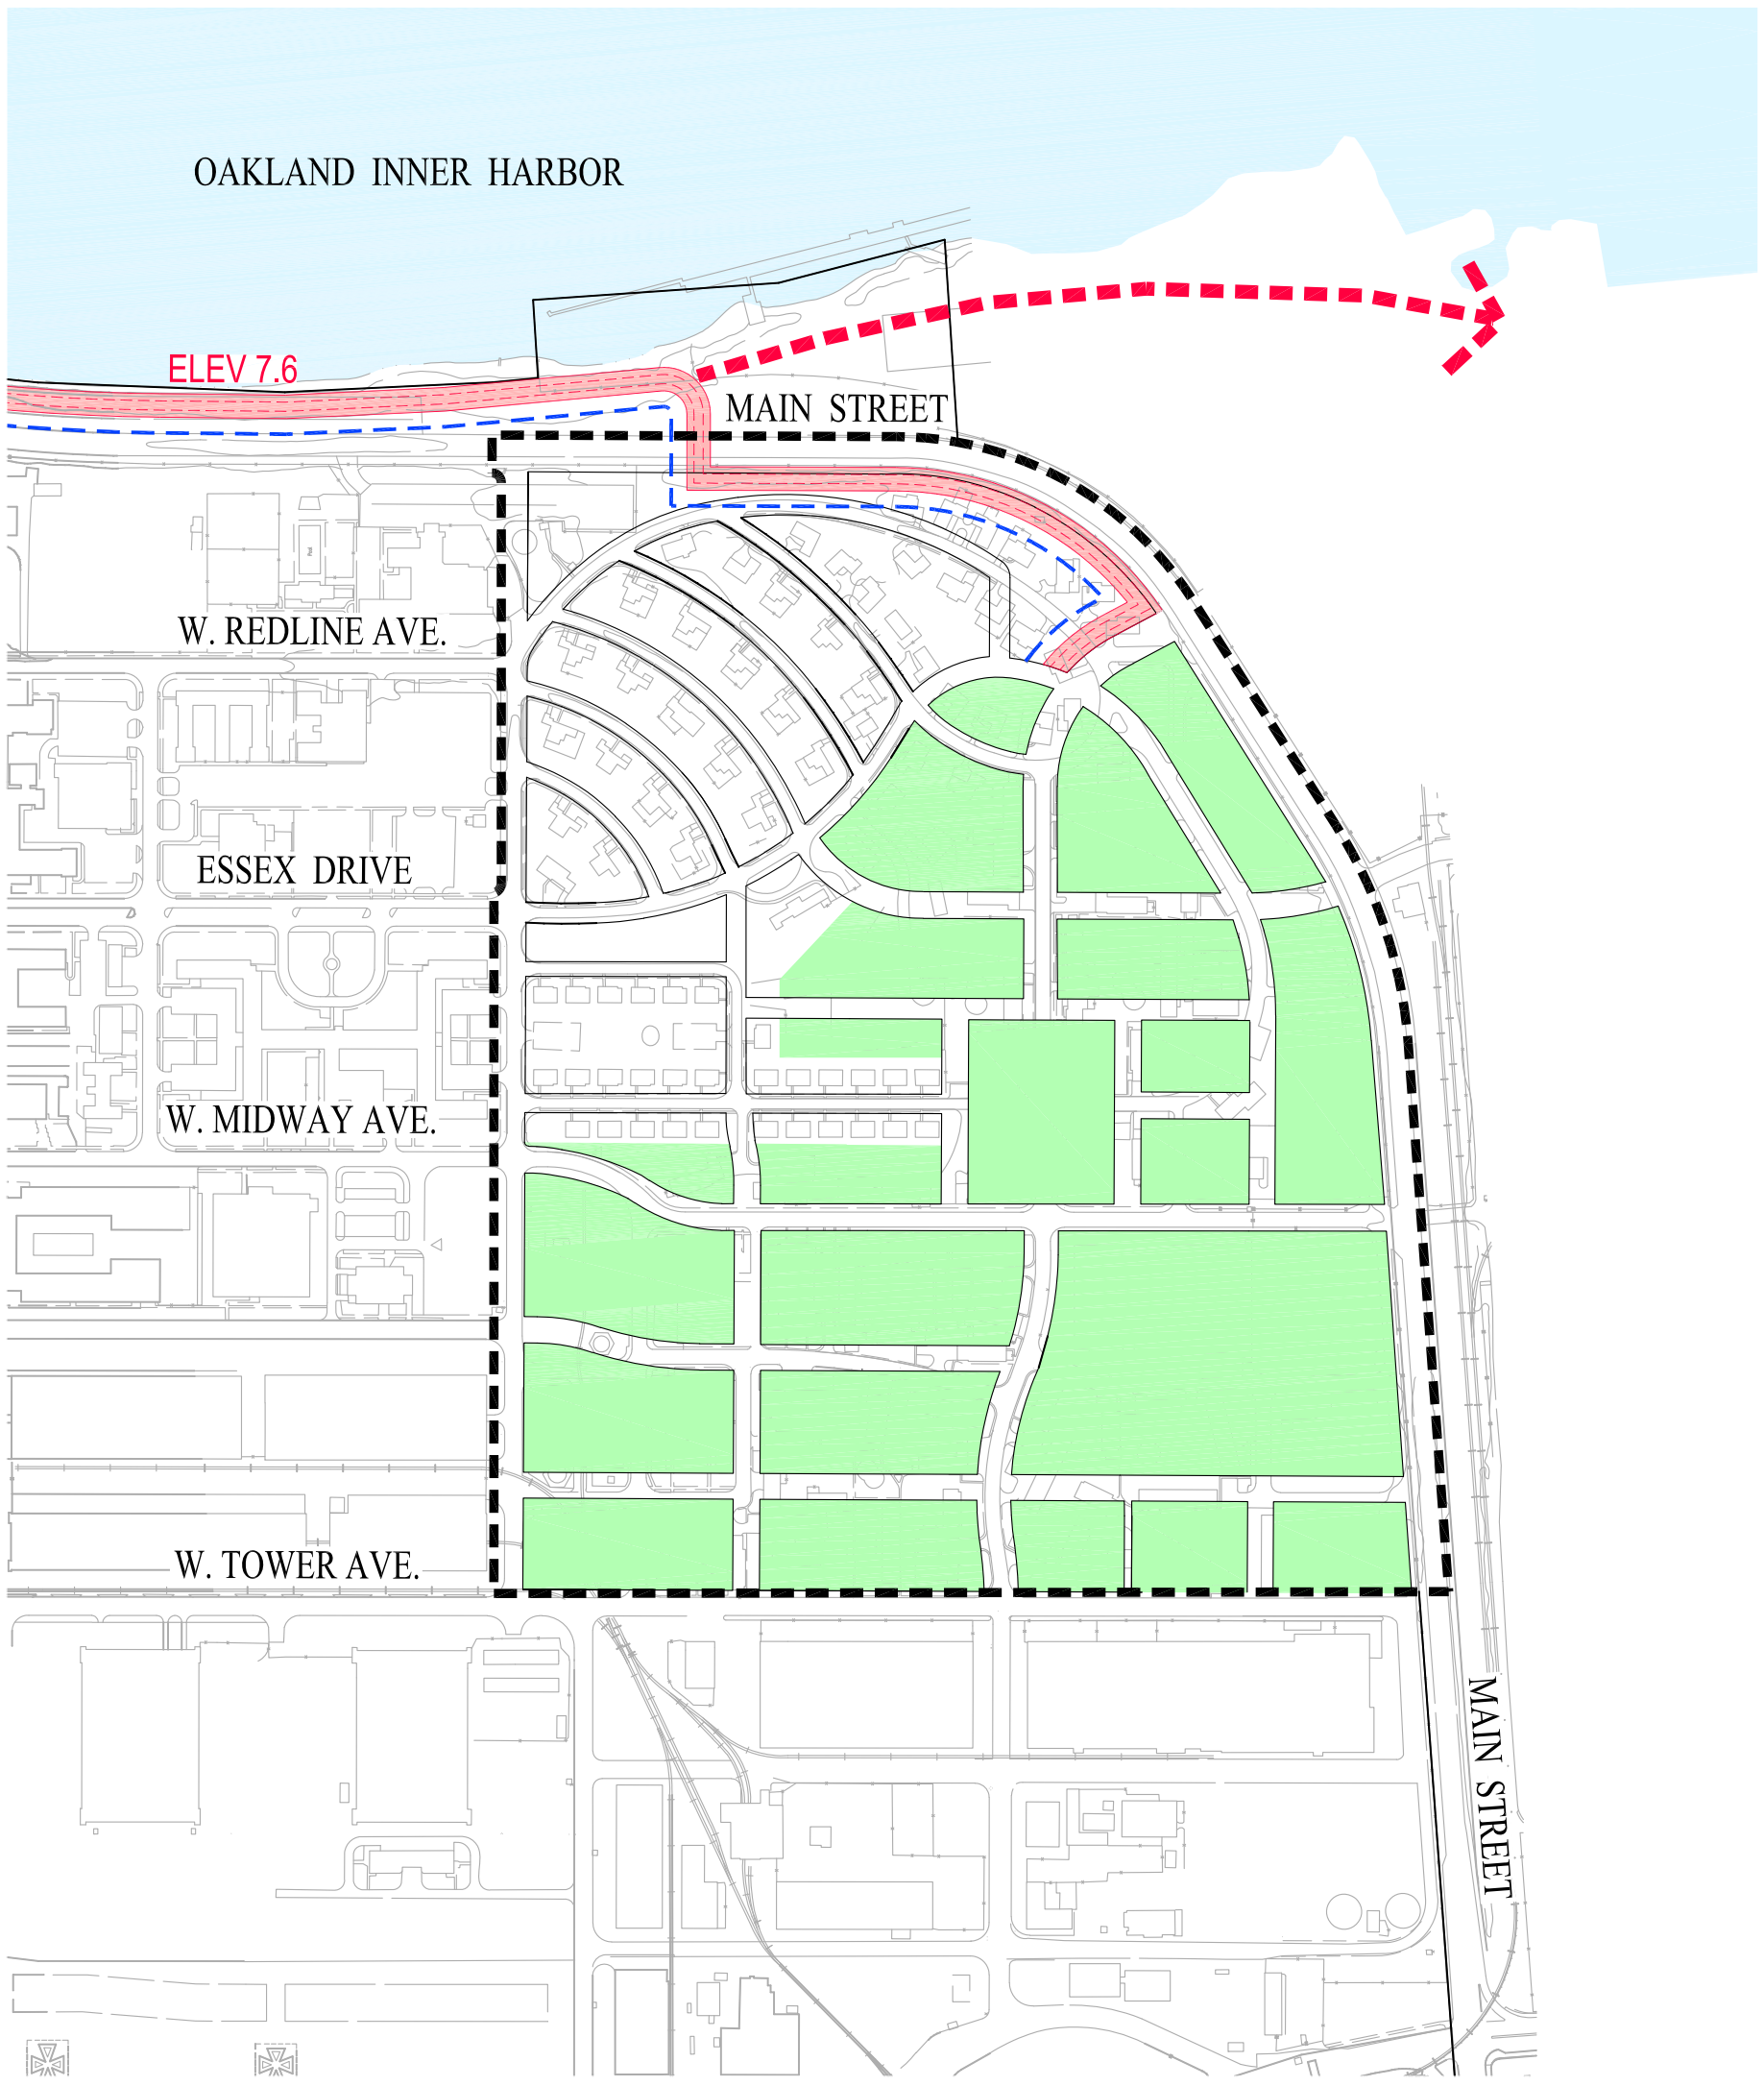 OAKLAND INNER HARBOR
ELEV 7.6
MAIN STREET
W. REDLINE AVE.
ESSEX DRIVE
W. MIDWAY AVE.
W. TOWER AVE.
MAIN STREET